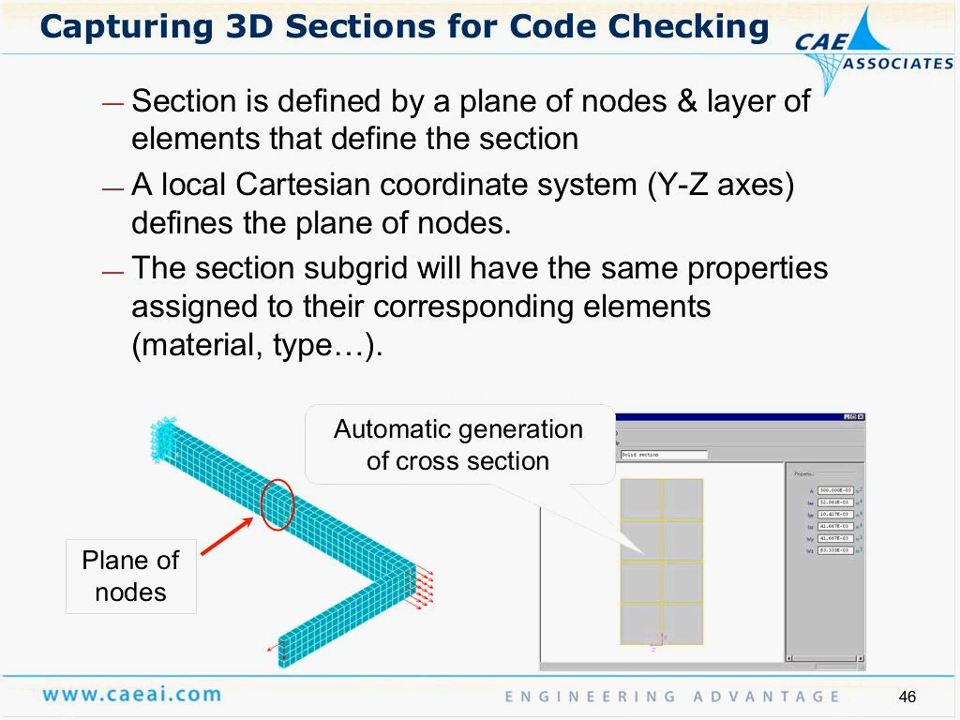 Capturing 3D Sections for Code Checking
CAE
ASSOCIATES
— Section is defined by a plane of nodes & layer of
elements that define the section
— A local Cartesian coordinate system (Y-Z axes)
defines the plane of nodes.
— The section subgrid will have the same properties
assigned to their corresponding elements
(material, type…).
Automatic generation
of cross section
Solid section
Plane of
nodes
www.caeai.com
ENGINEERING ADVANTAGE
46